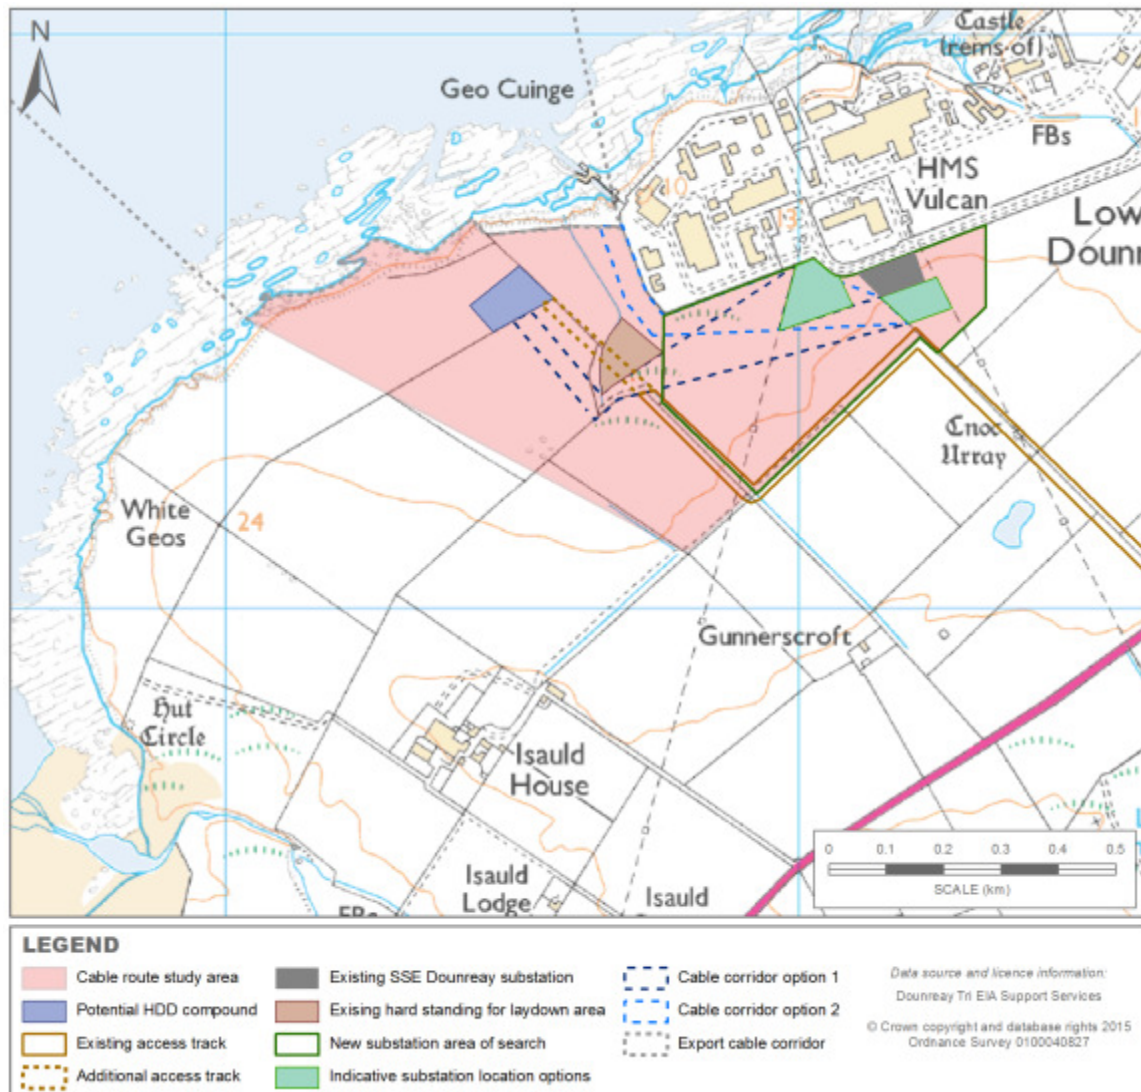 N
Geo Cuinge
Castle
(rems of)
FBs
10
13
HMS
Vulcan
Low
Dounr
Cnoc
Urray
White
Geos
24
Gunnerscroft
Hut
Circle
Isauld
House
Isauld
Lodge
Isauld
0 0.1 0.2 0.3 0.4 0.5
SCALE (km)
LEGEND
Cable route study area
Potential HDD compound
Existing access track
Additional access track
Existing SSE Dounreay substation
Exising hard standing for laydown area
New substation area of search
Indicative substation location options
Cable corridor option 1
Cable corridor option 2
Export cable corridor
Data source and licence information:
Dounreay Tri EIA Support Services
© Crown copyright and database rights 2015
Ordnance Survey 0100040827